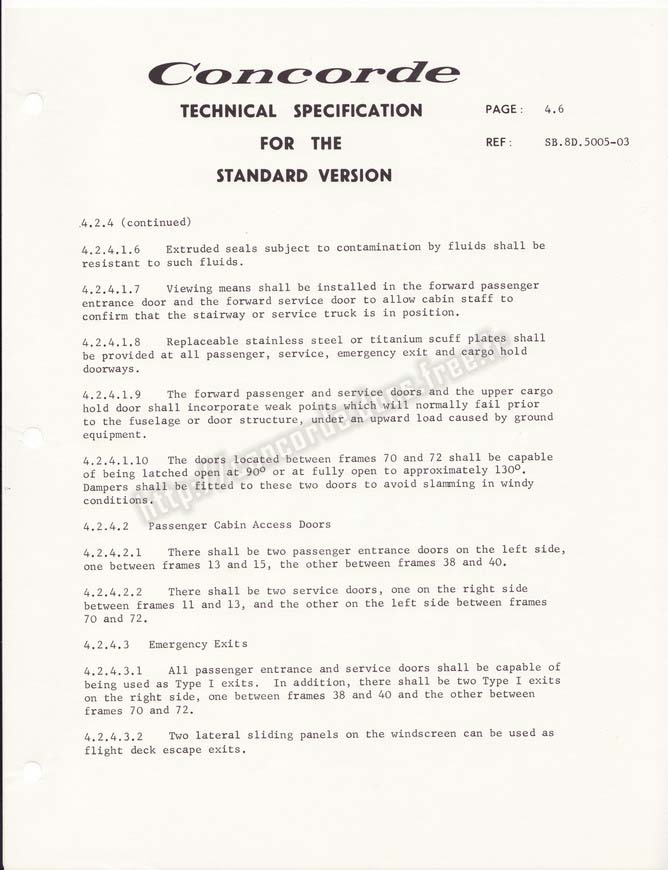 Concorde
TECHNICAL SPECIFICATION
FOR THE
STANDARD VERSION
PAGE: 4.6
REF: SB.8D.5005-03
4.2.4 (continued)
4.2.4.1.6 Extruded seals subject to contamination by fluids shall be
resistant to such fluids.
4.2.4.1.7 Viewing means shall be installed in the forward passenger
entrance door and the forward service door to allow cabin staff to
confirm that the stairway or service truck is in position.
4.2.4.1.8 Replaceable stainless steel or titanium scuff plates shall
be provided at all passenger, service, emergency exit and cargo hold
doorways.
4.2.4.1.9 The forward passenger and service doors and the upper cargo
hold door shall incorporate weak points which will normally fail prior
to the fuselage or door structure, under an upward load caused by ground
equipment.
4.2.4.1.10 The doors located between frames 70 and 72 shall be capable
of being latched open at 90º or at fully open to approximately 130º.
Dampers shall be fitted to these two doors to avoid slamming in windy
conditions.
4.2.4.2 Passenger Cabin Access Doors
4.2.4.2.1 There shall be two passenger entrance doors on the left side,
one between frames 13 and 15, the other between frames 38 and 40.
4.2.4.2.2 There shall be two service doors, one on the right side
between frames 11 and 13, and the other on the left side between frames
70 and 72.
4.2.4.3 Emergency Exits
4.2.4.3.1 All passenger entrance and service doors shall be capable of
being used as Type I exits. In addition, there shall be two Type I exits
on the right side, one between frames 38 and 40 and the other between
frames 70 and 72.
4.2.4.3.2 Two lateral sliding panels on the windscreen can be used as
flight deck escape exits.